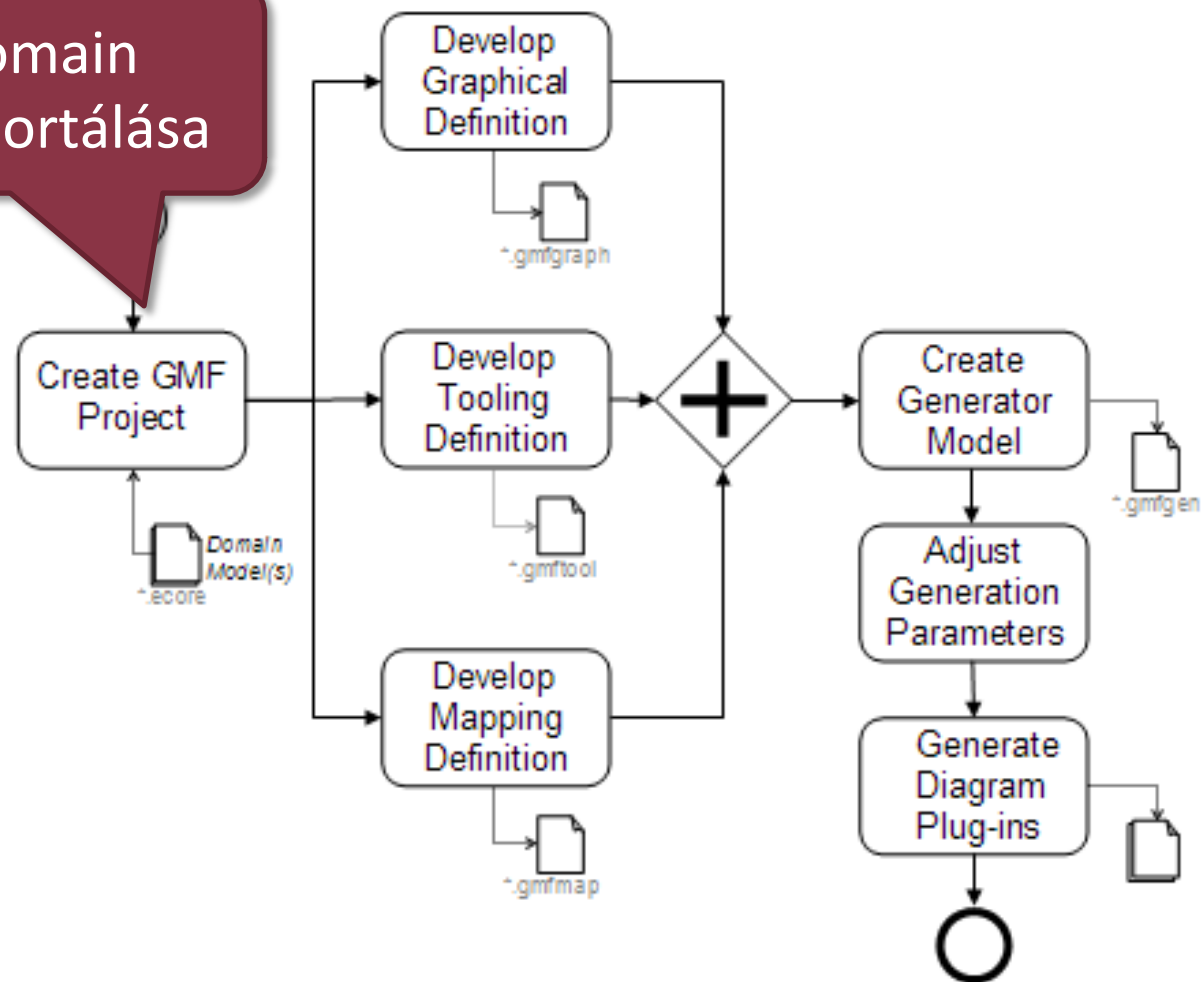 omain
ortálása
Develop
Graphical
Definition
*.gmfgraph
Create GMF
Project
Domain
Model(s)
*.ecore
Develop
Tooling
Definition
*.gmftool
Develop
Mapping
Definition
*.gmfmap
Create
Generator
Model
*.gmfgen
Adjust
Generation
Parameters
Generate
Diagram
Plug-ins